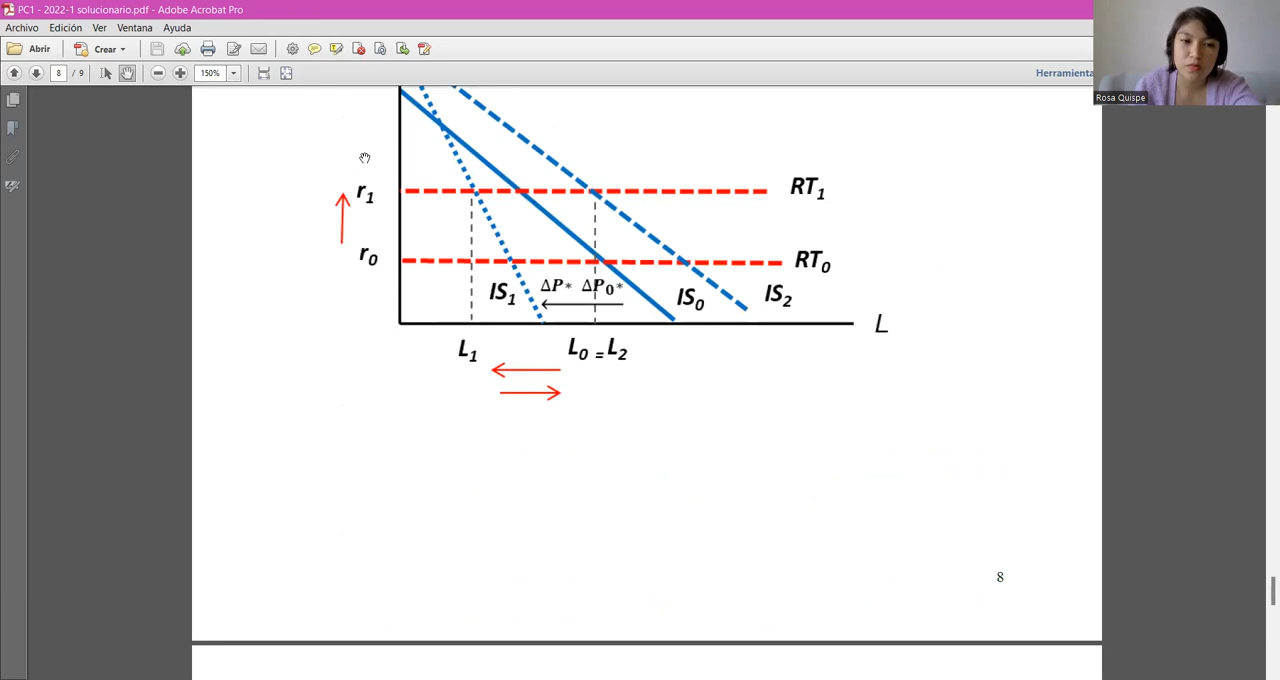 PC1 - 2022-1 solucionario.pdf - Adobe Acrobat Pro
Archivo Edición Ver Ventana Ayuda
Abrir Crear
8 / 9 150% Herramienta
Rosa Quispe
r1 RT1
r0 RT0
IS1 ΔP* ΔP0* IS0 IS2
L
L1 L0 = L2
8